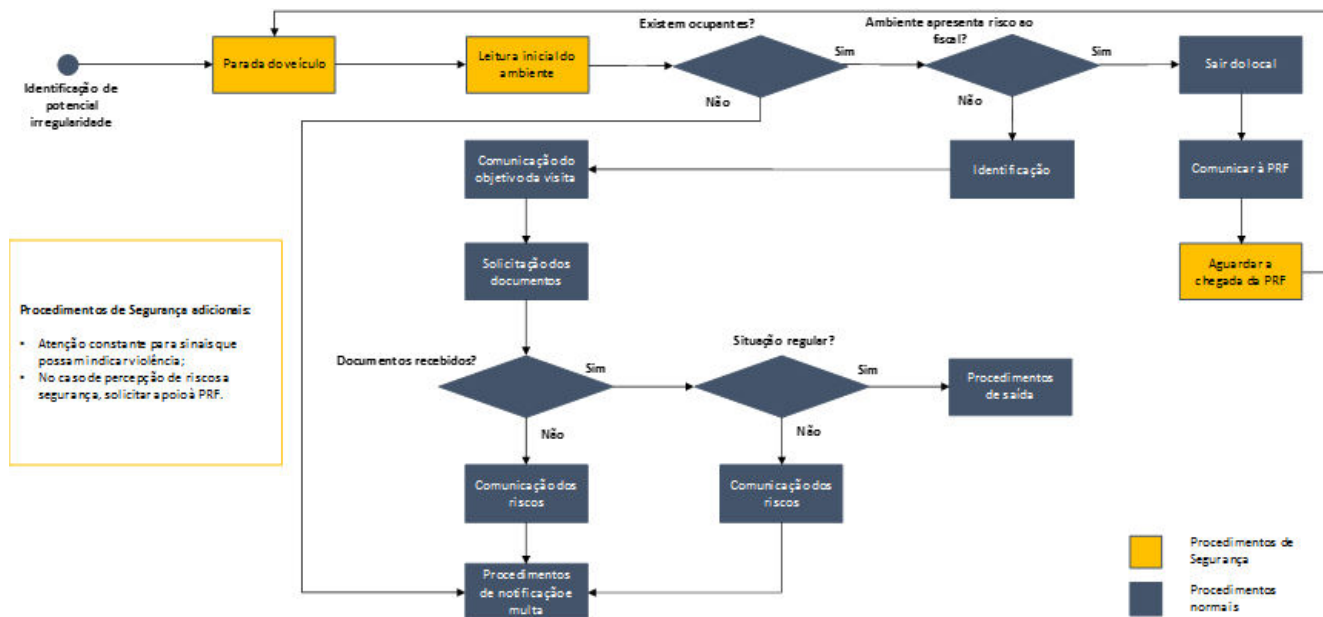 Existem ocupantes?
Ambiente apresenta risco ao
fiscal?
Sim
Sim
Parada do veículo
Leitura inicial do
ambiente
Sair do local
Identificação de
potencial
irregularidade
Não
Não
Comunicação do
objetivo da visita
Identificação
Comunicar à PRF
Solicitação dos
documentos
Aguardar a
chegada da PRF
Procedimentos de Segurança adicionais:
• Atenção constante para sinais que
possam indicar violência;
• No caso de percepção de riscos a
segurança, solicitar apoio à PRF.
Documentos recebidos?
Situação regular?
Sim
Sim
Procedimentos
de saída
Não
Não
Comunicação dos
riscos
Comunicação dos
riscos
Procedimentos
de notificação e
multa
Procedimentos de
Segurança
Procedimentos
normais